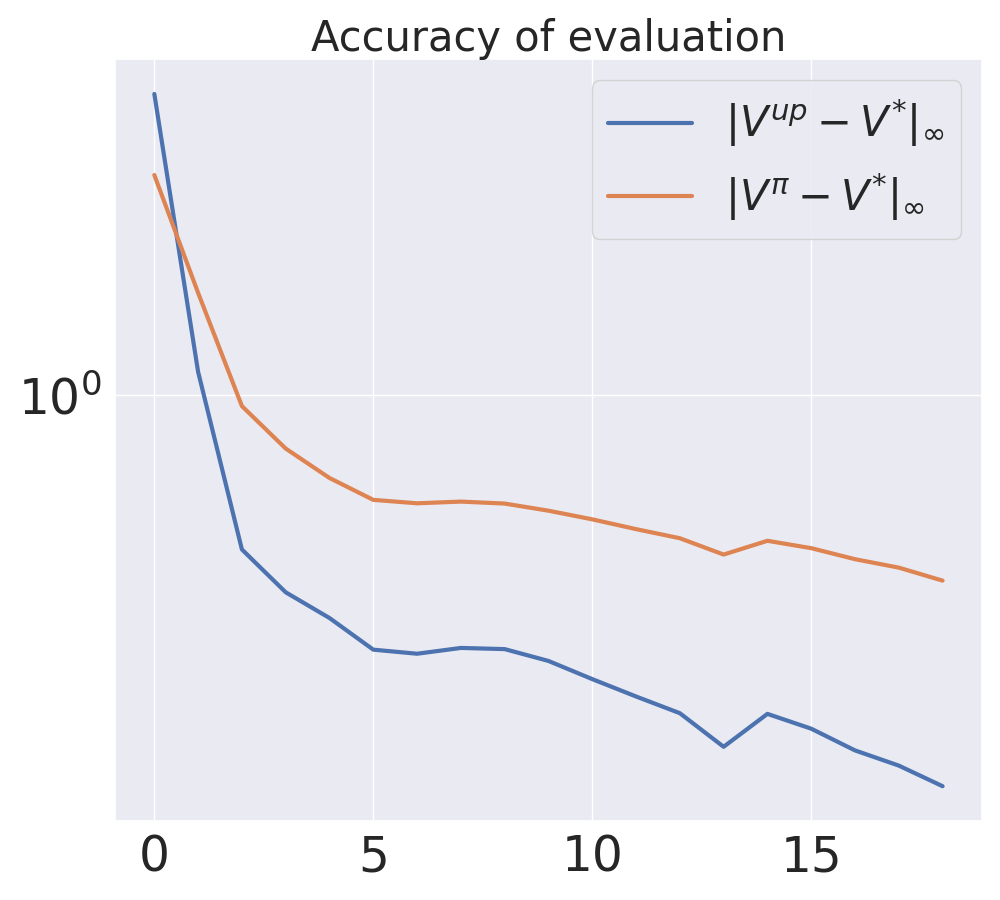 Accuracy of evaluation
|V^{up} − V^*|_∞
|V^π − V^*|_∞
10^0
0 5 10 15